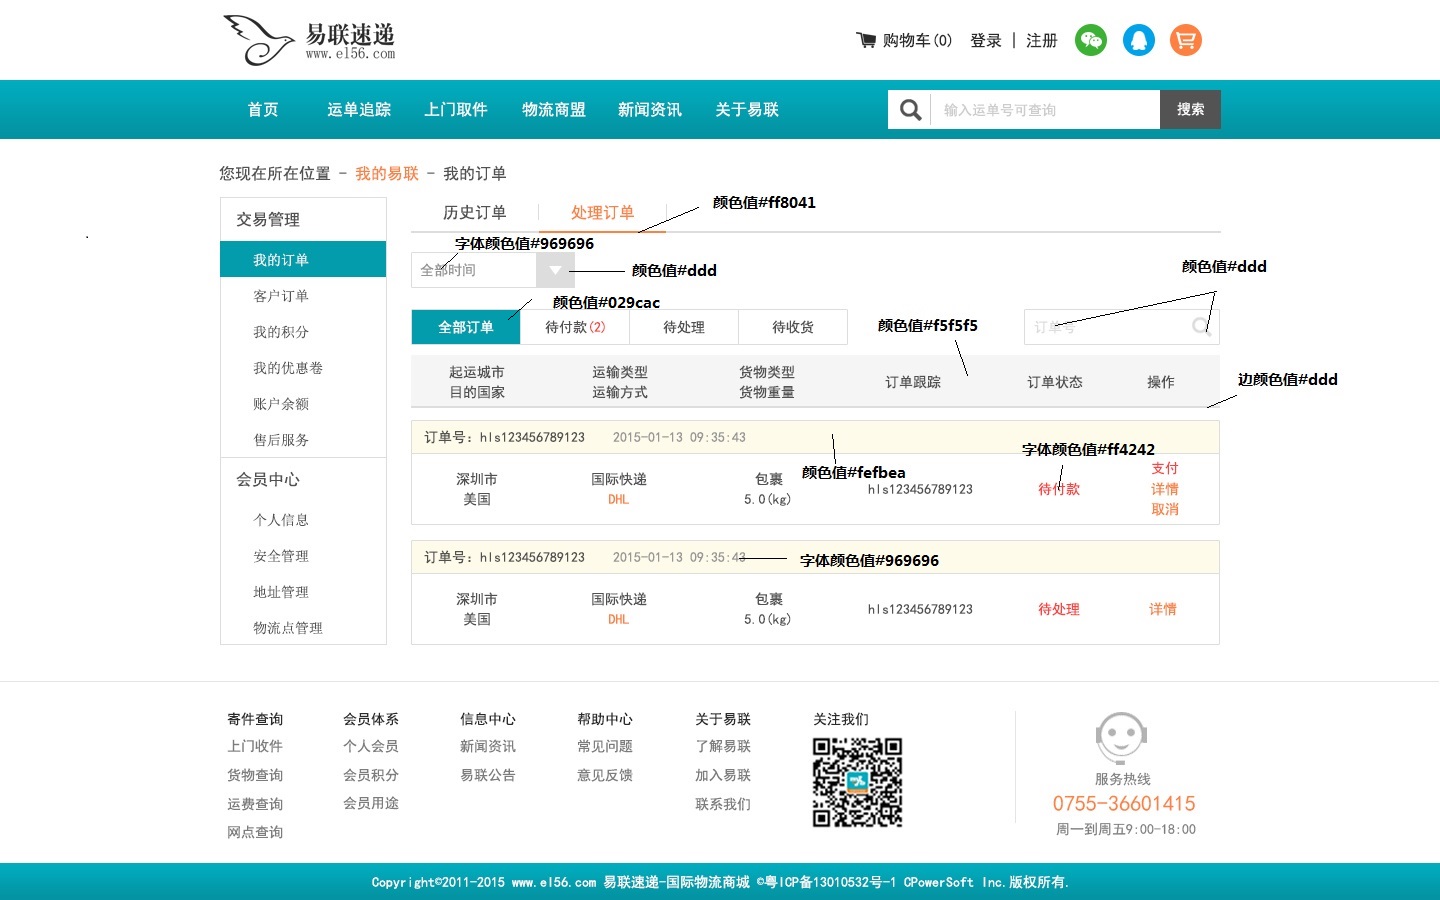 易联速递
www.el56.com
购物车(0) 登录 | 注册
首页 运单追踪 上门取件 物流商盟 新闻资讯 关于易联 输入运单号可查询 搜索
您现在所在位置 - 我的易联 - 我的订单
交易管理
我的订单
客户订单
我的积分
我的优惠卷
账户余额
售后服务
会员中心
个人信息
安全管理
地址管理
物流点管理
历史订单 处理订单 颜色值#ff8041
字体颜色值#969696
全部时间 颜色值#ddd
颜色值#ddd
颜色值#029cac
全部订单 待付款(2) 待处理 待收货 颜色值#f5f5f5 订单号
起运城市 运输类型 货物类型
目的国家 运输方式 货物重量
订单跟踪 订单状态 操作
边颜色值#ddd
订单号：hls123456789123 2015-01-13 09:35:43
字体颜色值#ff4242
颜色值#fefbea
深圳市 国际快递 包裹
美国 DHL 5.0(kg)
hls123456789123 待付款
支付
详情
取消
订单号：hls123456789123 2015-01-13 09:35:43 字体颜色值#969696
深圳市 国际快递 包裹
美国 DHL 5.0(kg)
hls123456789123 待处理 详情
寄件查询
上门收件
货物查询
运费查询
网点查询
会员体系
个人会员
会员积分
会员用途
信息中心
新闻资讯
易联公告
帮助中心
常见问题
意见反馈
关于易联
了解易联
加入易联
联系我们
关注我们
服务热线
0755-36601415
周一到周五9:00-18:00
Copyright©2011-2015 www.el56.com 易联速递-国际物流商城 ©粤ICP备13010532号-1 CPowerSoft Inc.版权所有.